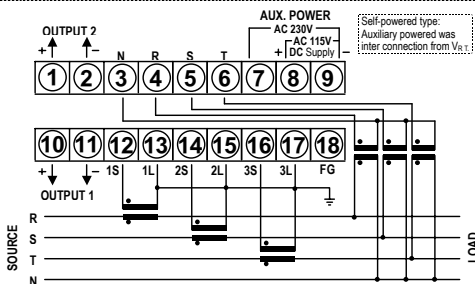 AUX. POWER
AC 230V
AC 115V
+ DC Supply −
Self-powered type:
Auxiliary powered was
inter connection from VR.T.
OUTPUT 2
+ −
N R S T
1 2 3 4 5 6 7 8 9
10 11 12 13 14 15 16 17 18
+ − 1S 1L 2S 2L 3S 3L FG
OUTPUT 1
SOURCE
R
S
T
N
LOAD